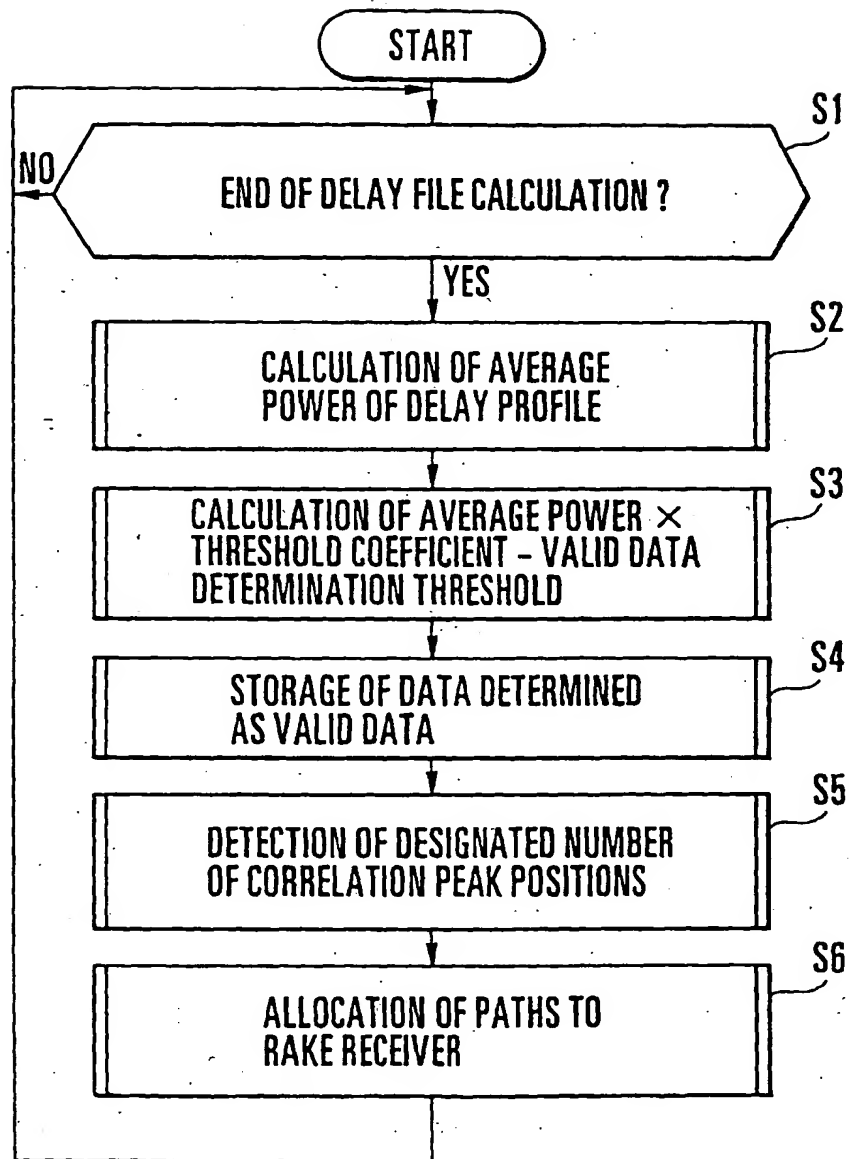 START
S1
NO
END OF DELAY FILE CALCULATION ?
YES
S2
CALCULATION OF AVERAGE
POWER OF DELAY PROFILE
S3
CALCULATION OF AVERAGE POWER ×
THRESHOLD COEFFICIENT – VALID DATA
DETERMINATION THRESHOLD
S4
STORAGE OF DATA DETERMINED
AS VALID DATA
S5
DETECTION OF DESIGNATED NUMBER
OF CORRELATION PEAK POSITIONS
S6
ALLOCATION OF PATHS TO
RAKE RECEIVER